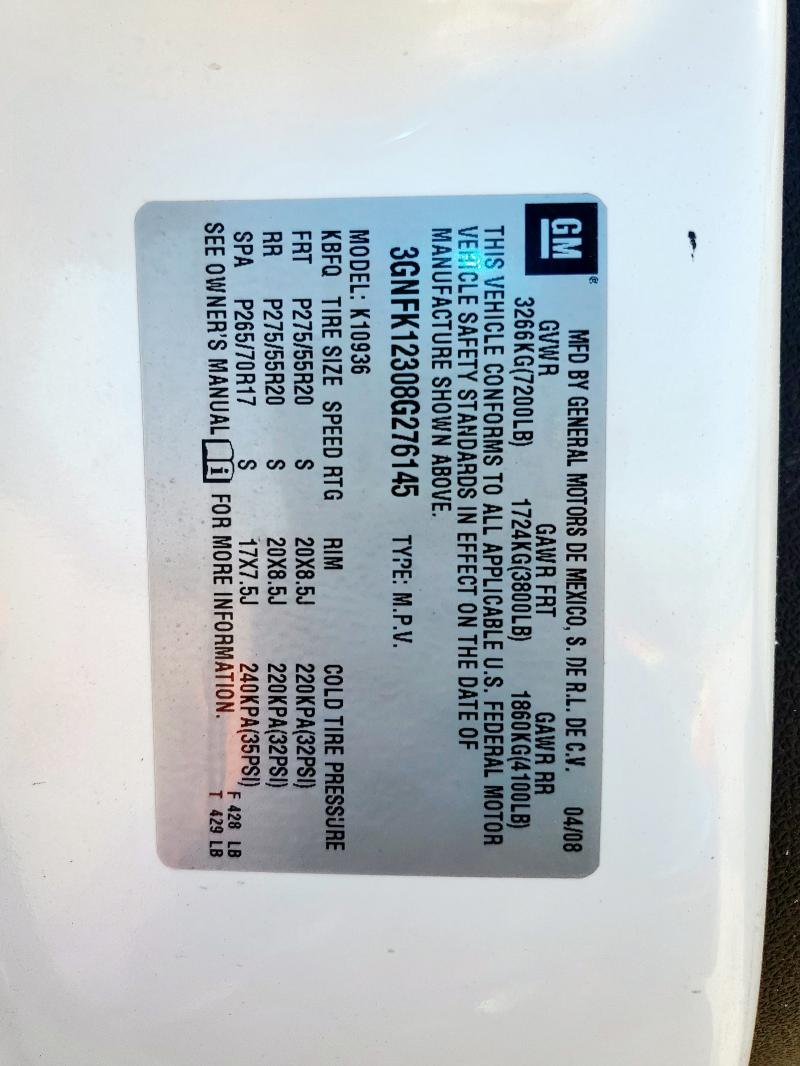 GM®
MFD BY GENERAL MOTORS DE MEXICO, S. DE R.L. DE C.V. 04/08
GVWR GAWR FRT GAWR RR
3266KG(7200LB) 1724KG(3800LB) 1860KG(4100LB)
THIS VEHICLE CONFORMS TO ALL APPLICABLE U.S. FEDERAL MOTOR
VEHICLE SAFETY STANDARDS IN EFFECT ON THE DATE OF
MANUFACTURE SHOWN ABOVE.
3GNFK12308G276145 TYPE: M.P.V.
MODEL: K10936
KBFQ TIRE SIZE SPEED RTG RIM COLD TIRE PRESSURE
FRT P275/55R20 S 20X8.5J 220KPA(32PSI)
RR P275/55R20 S 20X8.5J 220KPA(32PSI)
SPA P265/70R17 S 17X7.5J 240KPA(35PSI) F 428 LB
SEE OWNER'S MANUAL i FOR MORE INFORMATION. T 429 LB